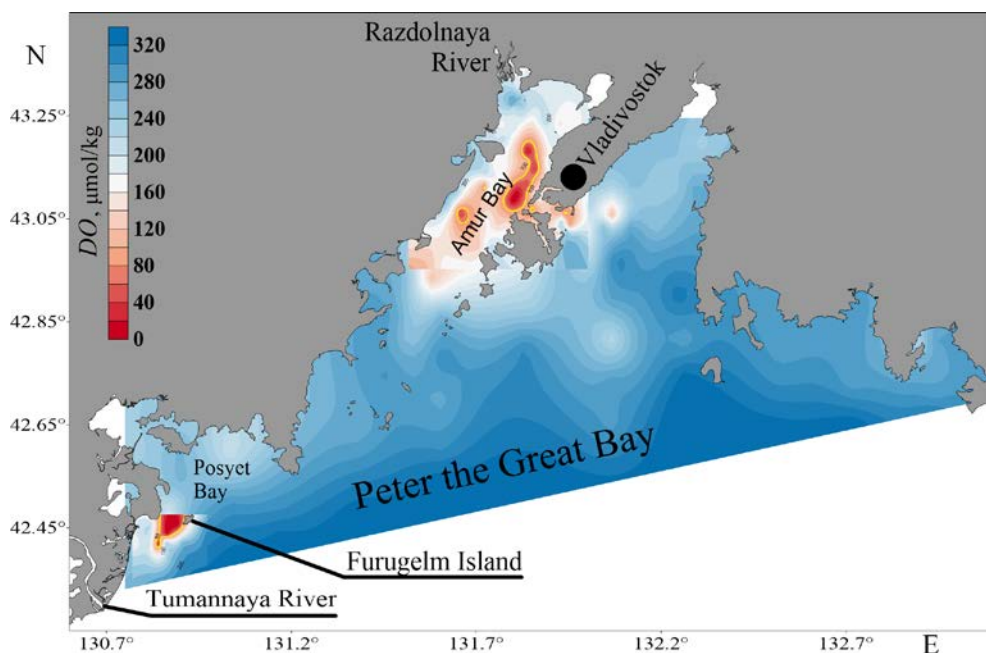 N
DO, μmol/kg
320
280
240
200
160
120
80
40
0
Razdolnaya
River
Vladivostok
Amur Bay
Peter the Great Bay
Posyet
Bay
Furugelm Island
Tumannaya River
43.25°
43.05°
42.85°
42.65°
42.45°
130.7°
131.2°
131.7°
132.2°
132.7°
E